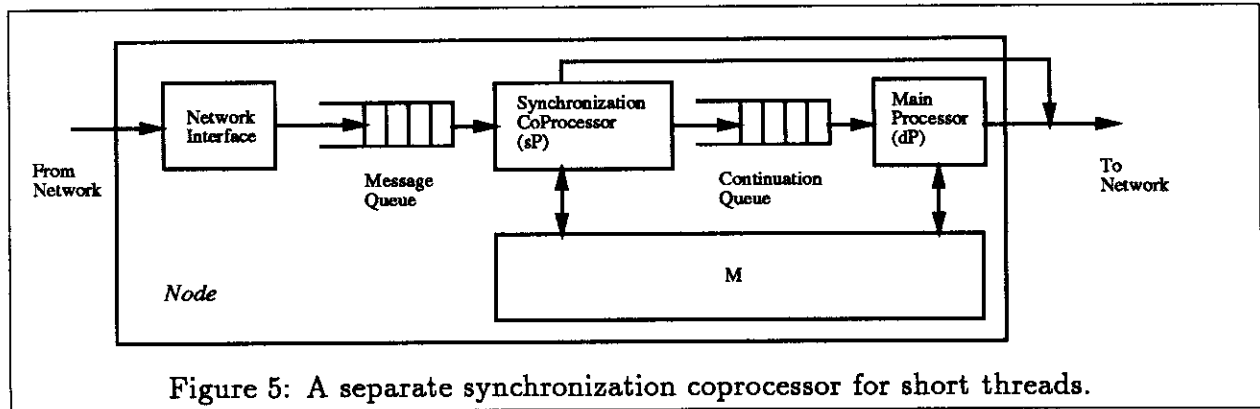 From
Network
Network
Interface
Message
Queue
Synchronization
CoProcessor
(sP)
Continuation
Queue
Main
Processor
(dP)
To
Network
M
Node
Figure 5: A separate synchronization coprocessor for short threads.